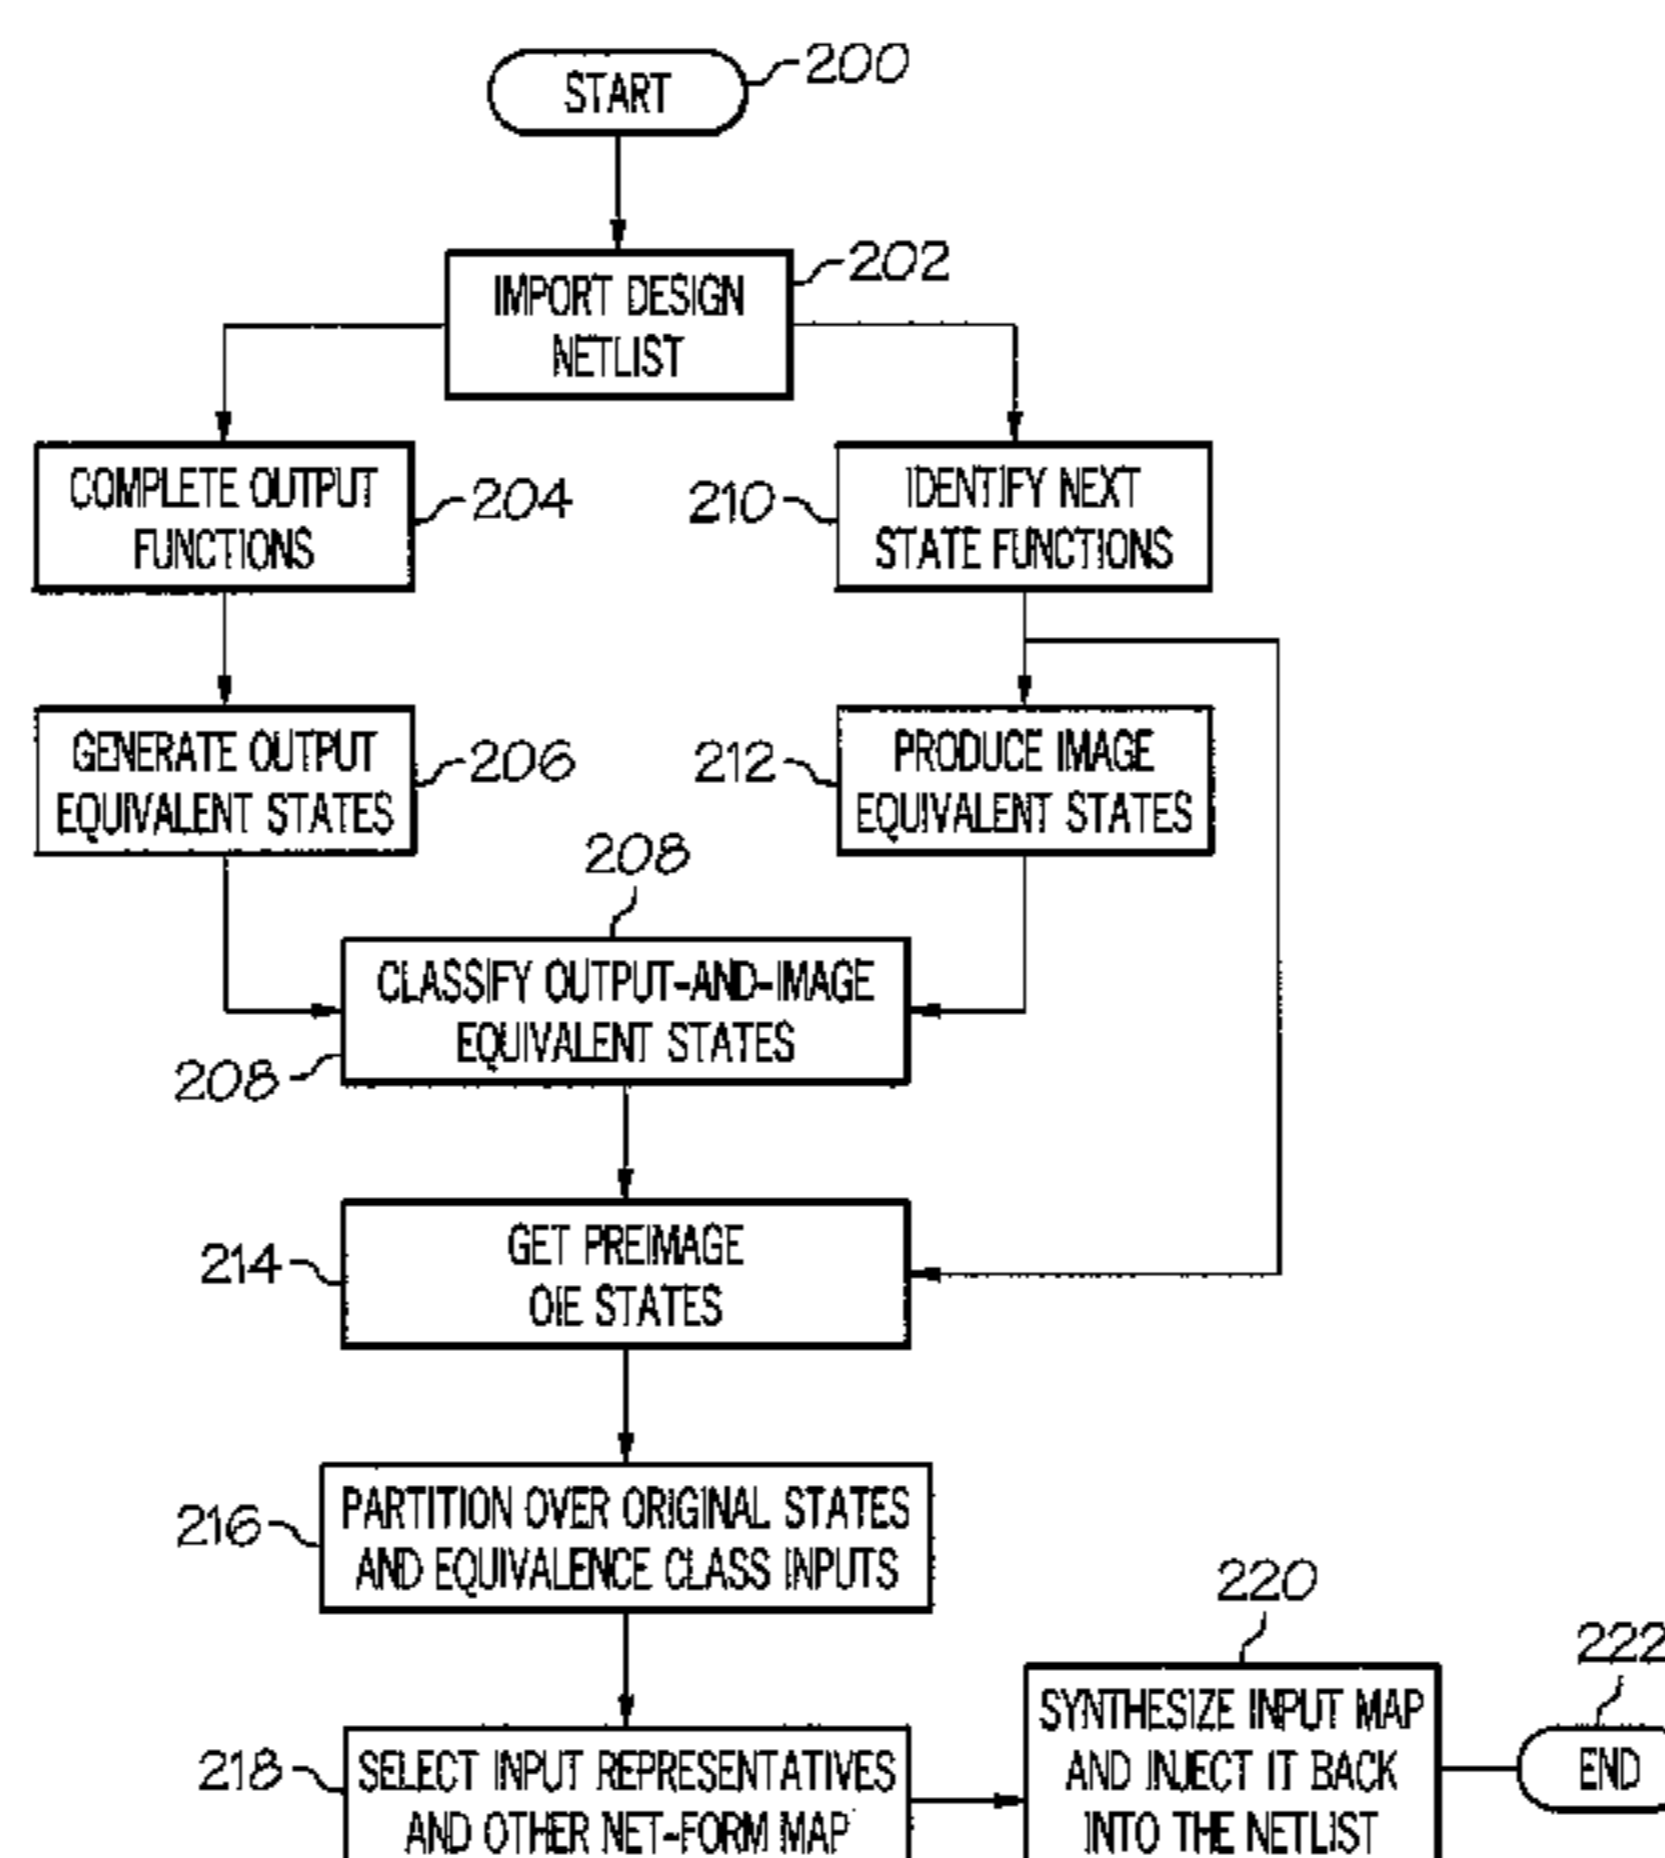 START
200
IMPORT DESIGN
NETLIST
202
COMPLETE OUTPUT
FUNCTIONS
204
210
IDENTIFY NEXT
STATE FUNCTIONS
GENERATE OUTPUT
EQUIVALENT STATES
206
212
PRODUCE IMAGE
EQUIVALENT STATES
208
CLASSIFY OUTPUT-AND-IMAGE
EQUIVALENT STATES
208
214
GET PREIMAGE
OIE STATES
216
PARTITION OVER ORIGINAL STATES
AND EQUIVALENCE CLASS INPUTS
218
SELECT INPUT REPRESENTATIVES
AND OTHER NET-FORM MAP
220
SYNTHESIZE INPUT MAP
AND INJECT IT BACK
INTO THE NETLIST
222
END